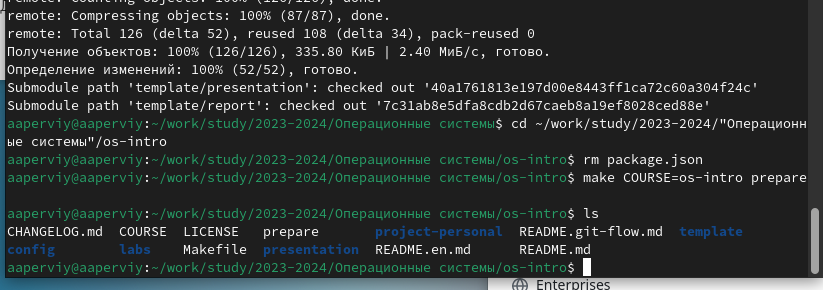 remote: Counting objects: 100% (126/126), done.
remote: Compressing objects: 100% (87/87), done.
remote: Total 126 (delta 52), reused 108 (delta 34), pack-reused 0
Получение объектов: 100% (126/126), 335.80 КиБ | 2.40 МиБ/с, готово.
Определение изменений: 100% (52/52), готово.
Submodule path 'template/presentation': checked out '40a1761813e197d00e8443ff1ca72c60a304f24c'
Submodule path 'template/report': checked out '7c31ab8e5dfa8cdb2d67caeb8a19ef8028ced88e'
aaperviy@aaperviy:~/work/study/2023-2024/Операционные системы$ cd ~/work/study/2023-2024/"Операционн
ые системы"/os-intro
aaperviy@aaperviy:~/work/study/2023-2024/Операционные системы/os-intro$ rm package.json
aaperviy@aaperviy:~/work/study/2023-2024/Операционные системы/os-intro$ make COURSE=os-intro prepare
aaperviy@aaperviy:~/work/study/2023-2024/Операционные системы/os-intro$ ls
CHANGELOG.md COURSE LICENSE prepare project-personal README.git-flow.md template
config labs Makefile presentation README.en.md README.md
aaperviy@aaperviy:~/work/study/2023-2024/Операционные системы/os-intro$
Enterprises